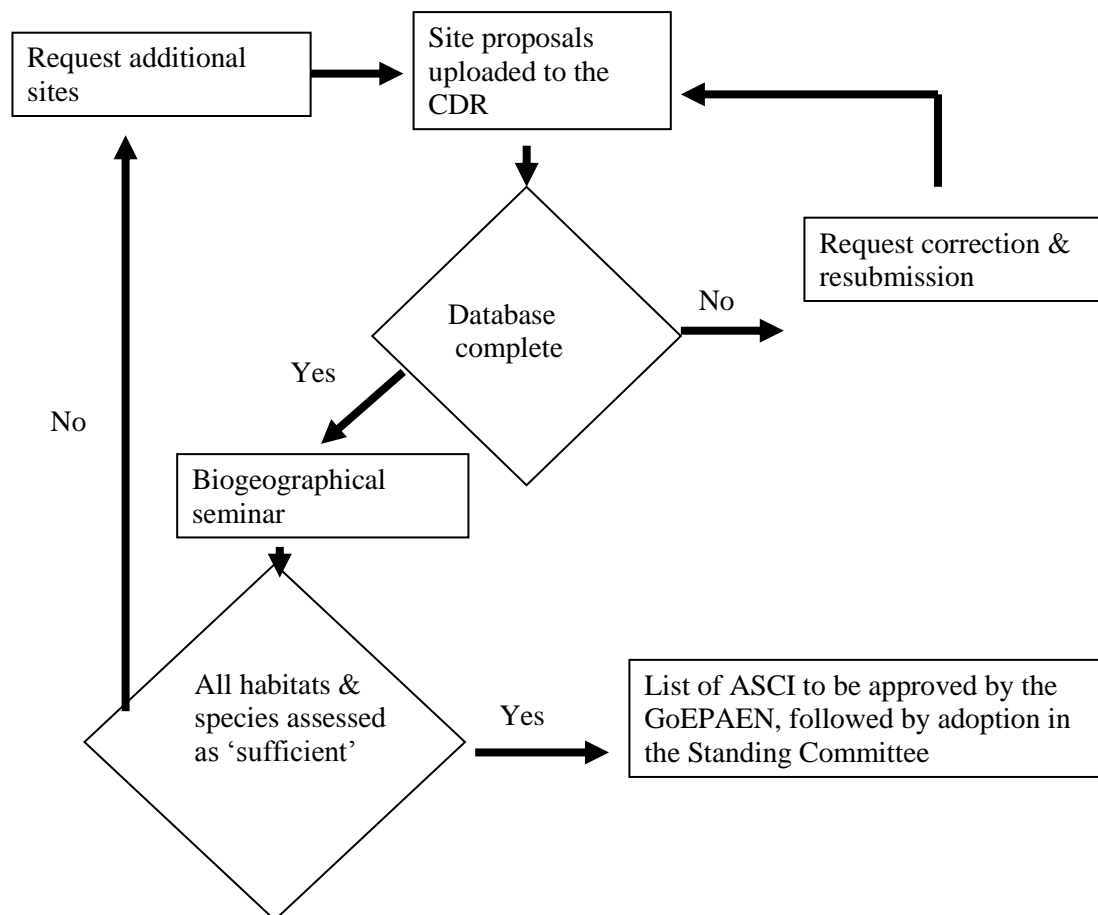 Request additional
sites
Site proposals
uploaded to the
CDR
Request correction &
resubmission
No
Database
complete
Yes
No
Biogeographical
seminar
All habitats &
species assessed
as ‘sufficient’
Yes
List of ASCI to be approved by the
GoEPAEN, followed by adoption in
the Standing Committee